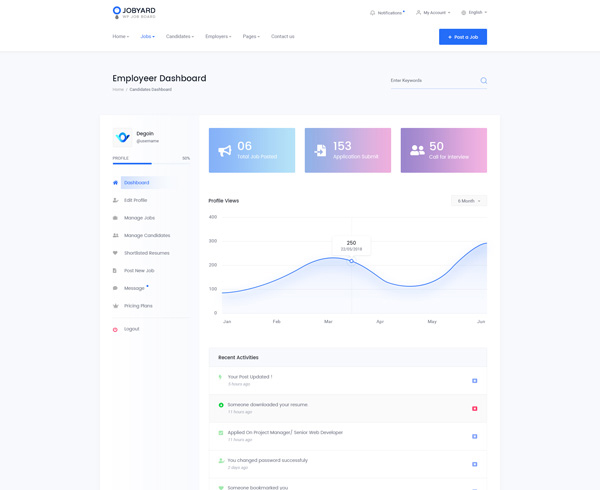 JOBYARD
WP JOB BOARD
Notifications
My Account
English
Home
Jobs
Candidates
Employers
Pages
Contact us
+ Post a Job
Employeer Dashboard
Home / Candidates Dashboard
Enter Keywords
Degoin
@username
PROFILE
50%
Dashboard
Edit Profile
Manage Jobs
Manage Candidates
Shortlisted Resumes
Post New Job
Message
Pricing Plans
Logout
06
Total Job Posted
153
Application Submit
50
Call for Interview
Profile Views
6 Month
400
300
200
100
0
250
22/03/2018
Jan
Feb
Mar
Apr
May
Jun
Recent Activities
Your Post Updated !
5 hours ago
Someone downloaded your resume
11 hours ago
Applied On Project Manager/ Senior Web Developer
11 hours ago
You changed password successfuly
2 days ago
Someone bookmarked you